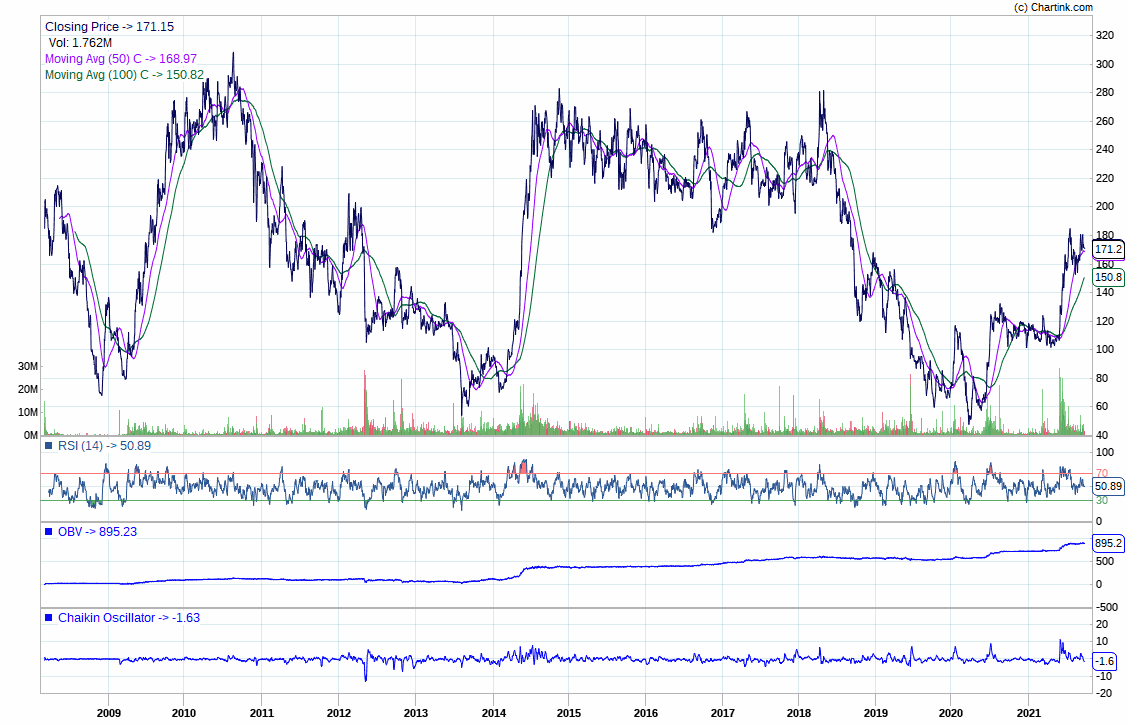 (c) Chartink.com
Closing Price -> 171.15
Vol: 1.762M
Moving Avg (50) C -> 168.97
Moving Avg (100) C -> 150.82
320
300
280
260
240
220
200
180
171.2
160
150.8
140
120
100
80
60
40
30M
20M
10M
0M
RSI (14) -> 50.89
100
70
50.89
30
0
OBV -> 895.23
895.2
500
0
-500
Chaikin Oscillator -> -1.63
20
10
-1.6
-10
-20
2009 2010 2011 2012 2013 2014 2015 2016 2017 2018 2019 2020 2021